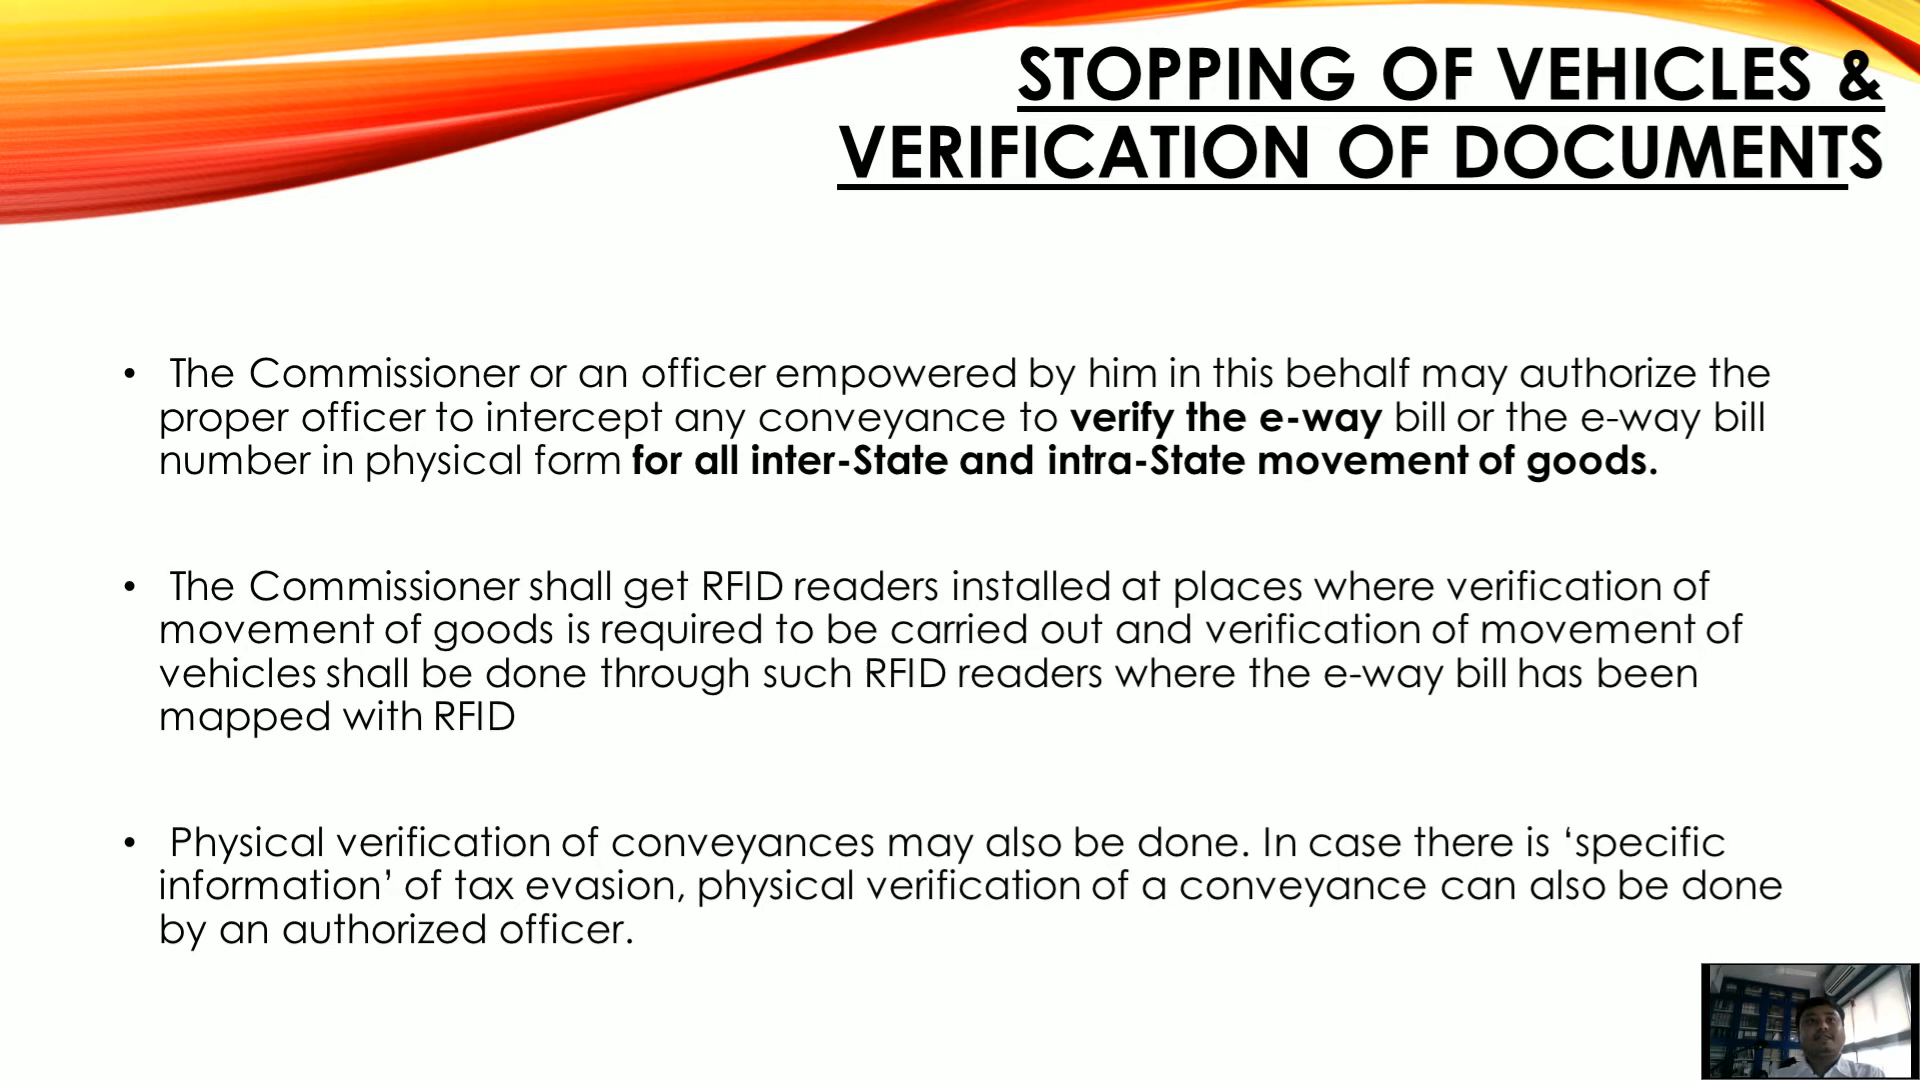 STOPPING OF VEHICLES &
VERIFICATION OF DOCUMENTS
• The Commissioner or an officer empowered by him in this behalf may authorize the
proper officer to intercept any conveyance to verify the e-way bill or the e-way bill
number in physical form for all inter-State and intra-State movement of goods.
• The Commissioner shall get RFID readers installed at places where verification of
movement of goods is required to be carried out and verification of movement of
vehicles shall be done through such RFID readers where the e-way bill has been
mapped with RFID
• Physical verification of conveyances may also be done. In case there is ‘specific
information’ of tax evasion, physical verification of a conveyance can also be done
by an authorized officer.